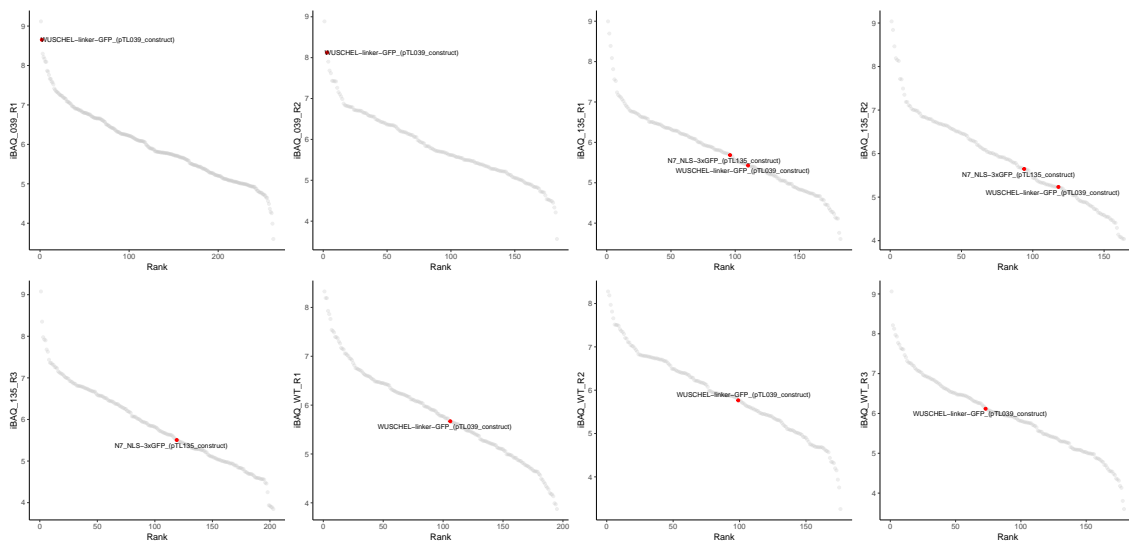 iBAQ_039_R1
9
8
7
6
5
4
WUSCHEL-linker-GFP_(pTL039_construct)
0 100 200
Rank
iBAQ_039_R2
9
8
7
6
5
4
WUSCHEL-linker-GFP_(pTL039_construct)
0 50 100 150
Rank
iBAQ_135_R1
9
8
7
6
5
4
N7_NLS-3xGFP_(pTL135_construct)
WUSCHEL-linker-GFP_(pTL039_construct)
0 50 100 150
Rank
iBAQ_135_R2
9
8
7
6
5
4
N7_NLS-3xGFP_(pTL135_construct)
WUSCHEL-linker-GFP_(pTL039_construct)
0 50 100 150
Rank
iBAQ_135_R3
9
8
7
6
5
4
N7_NLS-3xGFP_(pTL135_construct)
0 50 100 150 200
Rank
iBAQ_WT_R1
8
7
6
5
4
WUSCHEL-linker-GFP_(pTL039_construct)
0 50 100 150
Rank
iBAQ_WT_R2
8
7
6
5
4
WUSCHEL-linker-GFP_(pTL039_construct)
0 50 100 150
Rank
iBAQ_WT_R3
9
8
7
6
5
4
WUSCHEL-linker-GFP_(pTL039_construct)
0 50 100 150
Rank